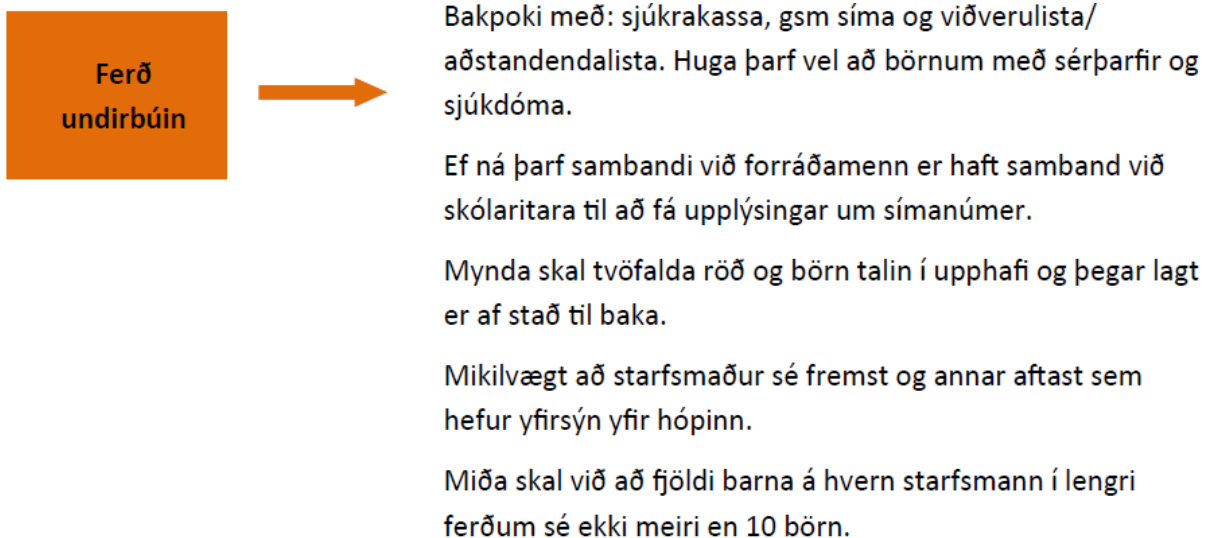 Ferð
undirbúin
Bakpoki með: sjúkrakassa, gsm síma og viðverulista/
aðstandendalista. Huga þarf vel að börnum með sérþarfir og
sjúkdóma.
Ef ná þarf sambandi við forráðamenn er haft samband við
skólaritara til að fá upplýsingar um símanúmer.
Mynda skal tvöfalda röð og börn talin í upphafi og þegar lagt
er af stað til baka.
Mikilvægt að starfsmaður sé fremst og annar aftast sem
hefur yfirsýn yfir hópinn.
Miða skal við að fjöldi barna á hvern starfsmann í lengri
ferðum sé ekki meiri en 10 börn.